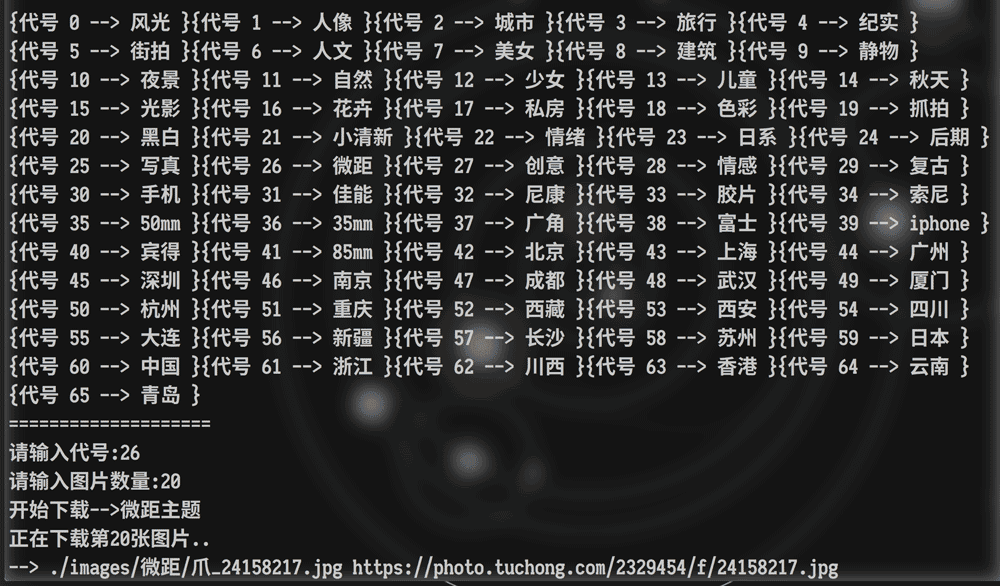 {代号 0 --> 风光 }{代号 1 --> 人像 }{代号 2 --> 城市 }{代号 3 --> 旅行 }{代号 4 --> 纪实 }
{代号 5 --> 街拍 }{代号 6 --> 人文 }{代号 7 --> 美女 }{代号 8 --> 建筑 }{代号 9 --> 静物 }
{代号 10 --> 夜景 }{代号 11 --> 自然 }{代号 12 --> 少女 }{代号 13 --> 儿童 }{代号 14 --> 秋天 }
{代号 15 --> 光影 }{代号 16 --> 花卉 }{代号 17 --> 私房 }{代号 18 --> 色彩 }{代号 19 --> 抓拍 }
{代号 20 --> 黑白 }{代号 21 --> 小清新 }{代号 22 --> 情绪 }{代号 23 --> 日系 }{代号 24 --> 后期 }
{代号 25 --> 写真 }{代号 26 --> 微距 }{代号 27 --> 创意 }{代号 28 --> 情感 }{代号 29 --> 复古 }
{代号 30 --> 手机 }{代号 31 --> 佳能 }{代号 32 --> 尼康 }{代号 33 --> 胶片 }{代号 34 --> 索尼 }
{代号 35 --> 50mm }{代号 36 --> 35mm }{代号 37 --> 广角 }{代号 38 --> 富士 }{代号 39 --> iphone }
{代号 40 --> 宾得 }{代号 41 --> 85mm }{代号 42 --> 北京 }{代号 43 --> 上海 }{代号 44 --> 广州 }
{代号 45 --> 深圳 }{代号 46 --> 南京 }{代号 47 --> 成都 }{代号 48 --> 武汉 }{代号 49 --> 厦门 }
{代号 50 --> 杭州 }{代号 51 --> 重庆 }{代号 52 --> 西藏 }{代号 53 --> 西安 }{代号 54 --> 四川 }
{代号 55 --> 大连 }{代号 56 --> 新疆 }{代号 57 --> 长沙 }{代号 58 --> 苏州 }{代号 59 --> 日本 }
{代号 60 --> 中国 }{代号 61 --> 浙江 }{代号 62 --> 川西 }{代号 63 --> 香港 }{代号 64 --> 云南 }
{代号 65 --> 青岛 }
====================
请输入代号:26
请输入图片数量:20
开始下载-->微距主题
正在下载第20张图片..
--> ./images/微距/爪_24158217.jpg https://photo.tuchong.com/2329454/f/24158217.jpg